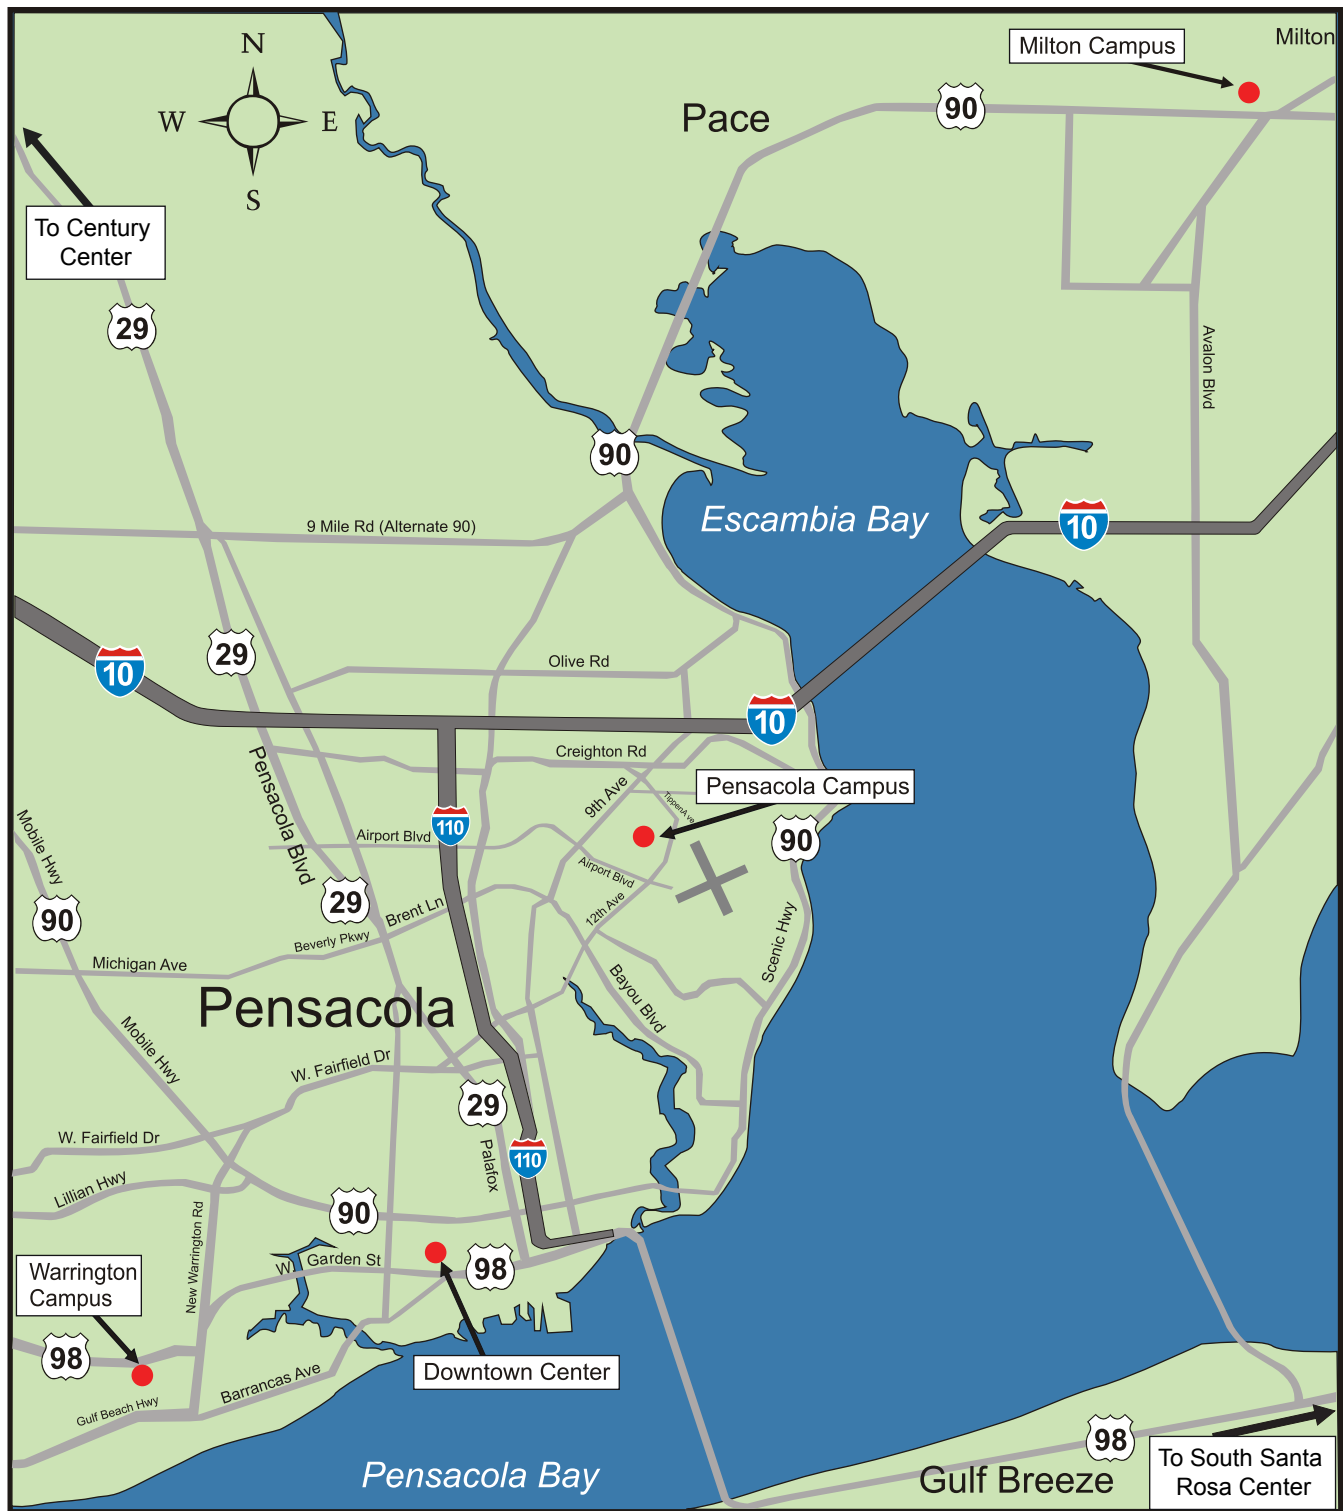 Milton
Milton Campus
N
W
E
S
90
Pace
To Century
Center
29
Avalon Blvd
90
Escambia Bay
9 Mile Rd (Alternate 90)
10
29
Olive Rd
10
10
Creighton Rd
Pensacola Blvd
9th Ave
Pensacola Campus
TippenA ve
110
Airport Blvd
90
Mobile Hwy
Airport Blvd
29
90
Brent Ln
12th Ave
Beverly Pkwy
Scenic Hwy
Michigan Ave
Pensacola
Bayou Blvd
Mobile Hwy
W. Fairfield Dr
29
W. Fairfield Dr
Palafox
110
Lillian Hwy
90
New Warrington Rd
W. Garden St
98
Warrington
Campus
98
Downtown Center
Barrancas Ave
Gulf Beach Hwy
98
To South Santa
Rosa Center
Gulf Breeze
Pensacola Bay